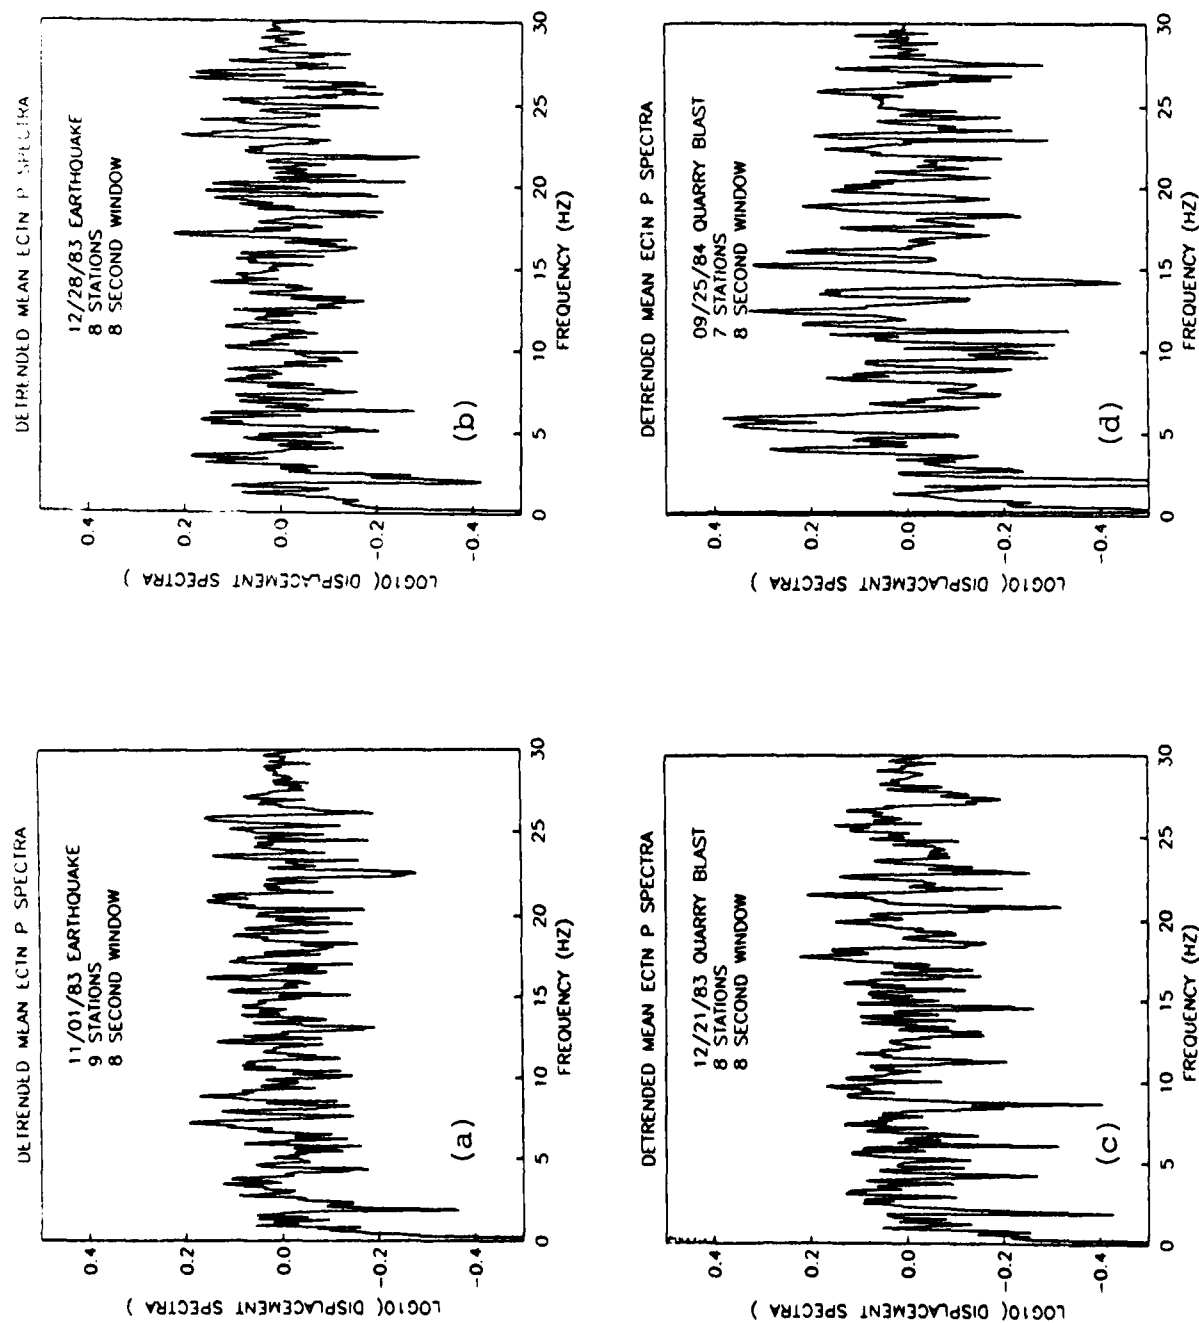 DETRENDED MEAN ECTN P SPECTRA
12/28/83 EARTHQUAKE
8 STATIONS
8 SECOND WINDOW
(b)
LOG10( DISPLACEMENT SPECTRA )
0.4
0.2
0.0
-0.2
-0.4
0
5
10
15
20
25
30
FREQUENCY (HZ)
DETRENDED MEAN ECTN P SPECTRA
09/25/84 QUARRY BLAST
7 STATIONS
8 SECOND WINDOW
(d)
LOG10( DISPLACEMENT SPECTRA )
0.4
0.2
0.0
-0.2
-0.4
0
5
10
15
20
25
30
FREQUENCY (HZ)
DETRENDED MEAN ECTN P SPECTRA
11/01/83 EARTHQUAKE
9 STATIONS
8 SECOND WINDOW
(a)
LOG10( DISPLACEMENT SPECTRA )
0.4
0.2
0.0
-0.2
-0.4
0
5
10
15
20
25
30
FREQUENCY (HZ)
DETRENDED MEAN ECTN P SPECTRA
12/21/83 QUARRY BLAST
8 STATIONS
8 SECOND WINDOW
(c)
LOG10( DISPLACEMENT SPECTRA )
0.4
0.2
0.0
-0.2
-0.4
0
5
10
15
20
25
30
FREQUENCY (HZ)